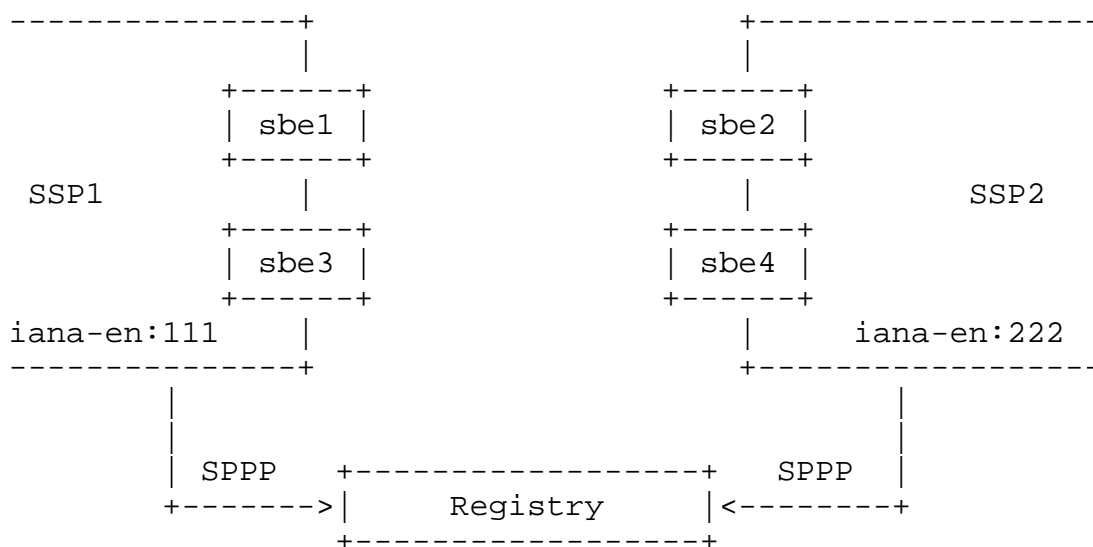 sbe1 sbe2
SSP1 SSP2
sbe3 sbe4
iana-en:111 iana-en:222
SPPP SPPP
Registry